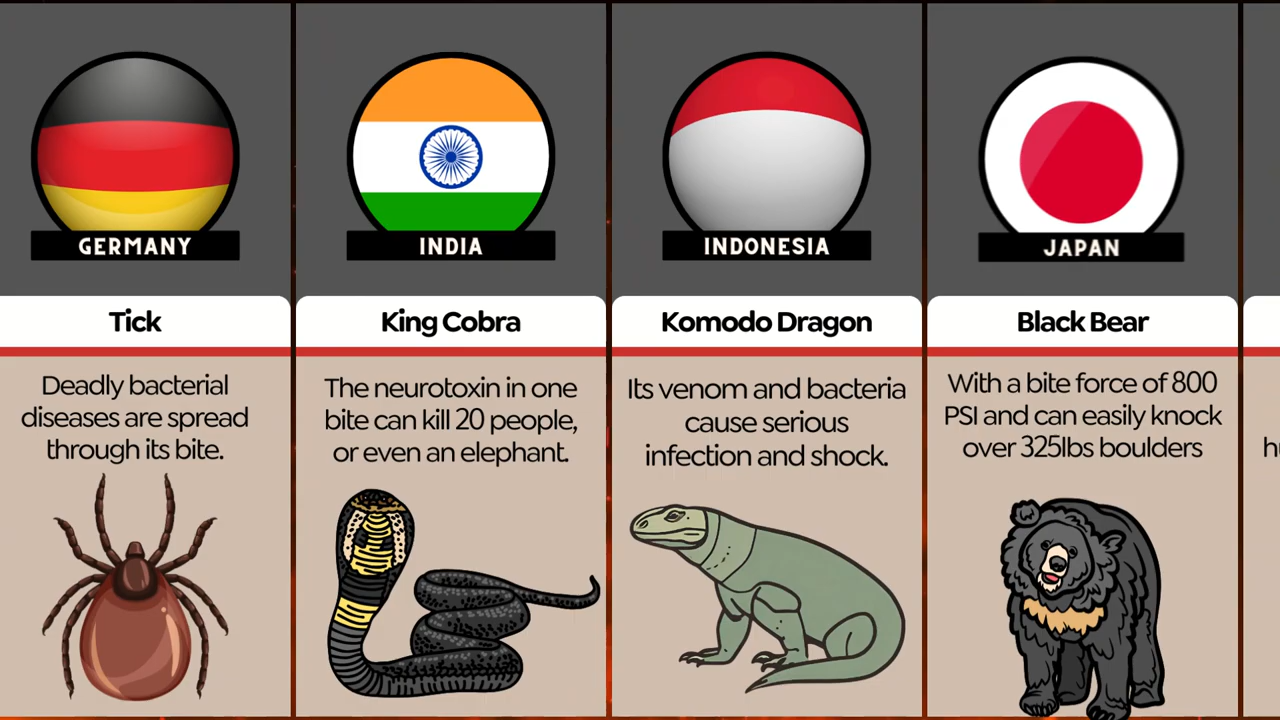 GERMANY
Tick
Deadly bacterial
diseases are spread
through its bite.
INDIA
King Cobra
The neurotoxin in one
bite can kill 20 people,
or even an elephant.
INDONESIA
Komodo Dragon
Its venom and bacteria
cause serious
infection and shock.
JAPAN
Black Bear
With a bite force of 800
PSI and can easily knock
over 325lbs boulders